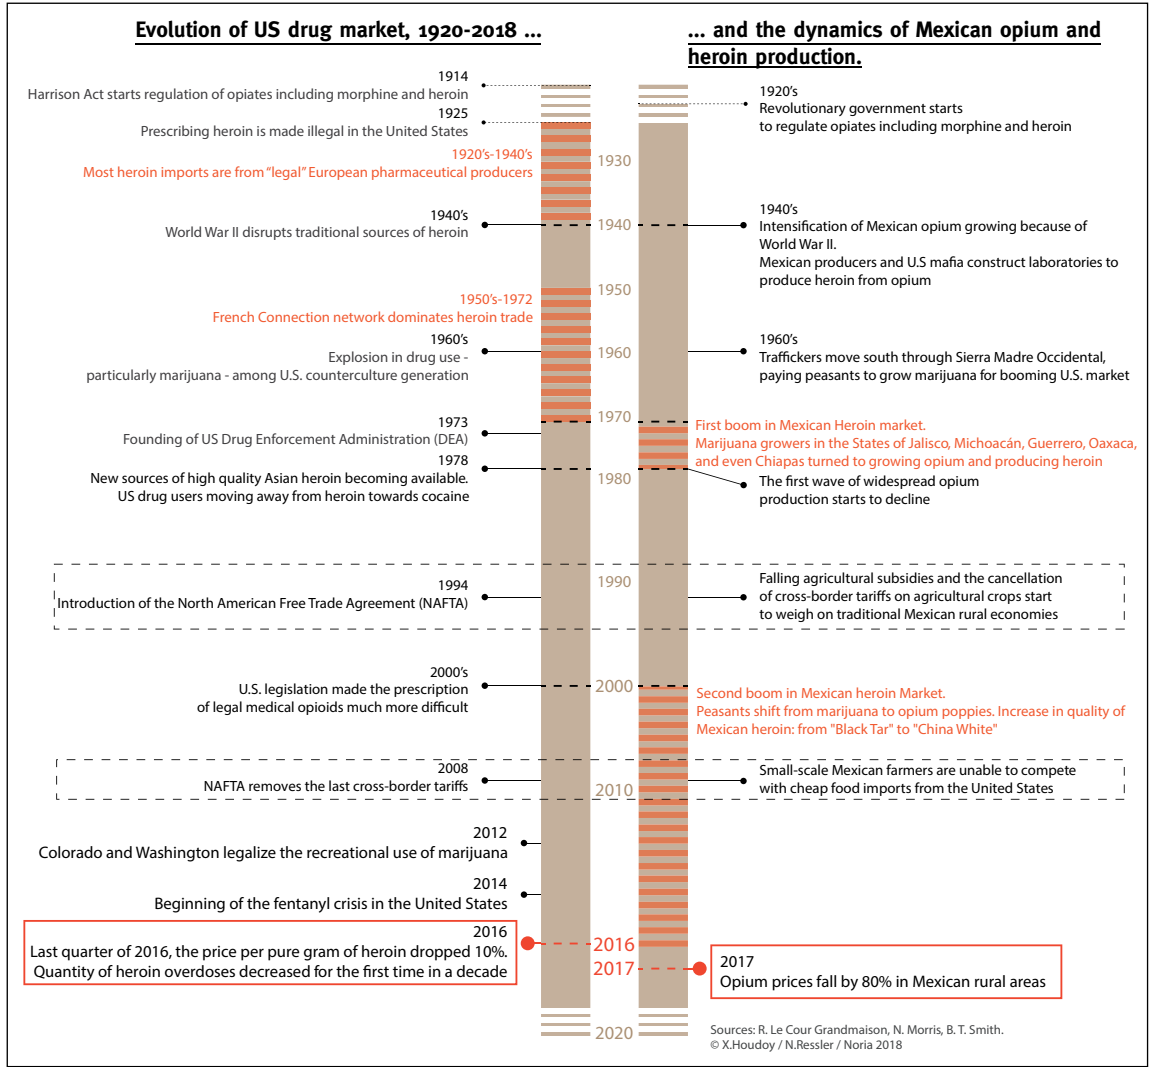 Evolution of US drug market, 1920-2018 ...
... and the dynamics of Mexican opium and
heroin production.
1914
Harrison Act starts regulation of opiates including morphine and heroin
1925
Prescribing heroin is made illegal in the United States
1920's-1940's
Most heroin imports are from "legal" European pharmaceutical producers
1940's
World War II disrupts traditional sources of heroin
1950's-1972
French Connection network dominates heroin trade
1960's
Explosion in drug use -
particularly marijuana - among U.S. counterculture generation
1973
Founding of US Drug Enforcement Administration (DEA)
1978
New sources of high quality Asian heroin becoming available.
US drug users moving away from heroin towards cocaine
1994
Introduction of the North American Free Trade Agreement (NAFTA)
2000's
U.S. legislation made the prescription
of legal medical opioids much more difficult
2008
NAFTA removes the last cross-border tariffs
2012
Colorado and Washington legalize the recreational use of marijuana
2014
Beginning of the fentanyl crisis in the United States
2016
Last quarter of 2016, the price per pure gram of heroin dropped 10%.
Quantity of heroin overdoses decreased for the first time in a decade
1930
1940
1950
1960
1970
1980
1990
2000
2010
2016
2017
2020
1920's
Revolutionary government starts
to regulate opiates including morphine and heroin
1940's
Intensification of Mexican opium growing because of
World War II.
Mexican producers and U.S mafia construct laboratories to
produce heroin from opium
1960's
Traffickers move south through Sierra Madre Occidental,
paying peasants to grow marijuana for booming U.S. market
First boom in Mexican Heroin market.
Marijuana growers in the States of Jalisco, Michoacán, Guerrero, Oaxaca,
and even Chiapas turned to growing opium and producing heroin
The first wave of widespread opium
production starts to decline
Falling agricultural subsidies and the cancellation
of cross-border tariffs on agricultural crops start
to weigh on traditional Mexican rural economies
Second boom in Mexican heroin Market.
Peasants shift from marijuana to opium poppies. Increase in quality of
Mexican heroin: from "Black Tar" to "China White"
Small-scale Mexican farmers are unable to compete
with cheap food imports from the United States
2017
Opium prices fall by 80% in Mexican rural areas
Sources: R. Le Cour Grandmaison, N. Morris, B. T. Smith.
© X.Houdoy / N.Ressler / Noria 2018